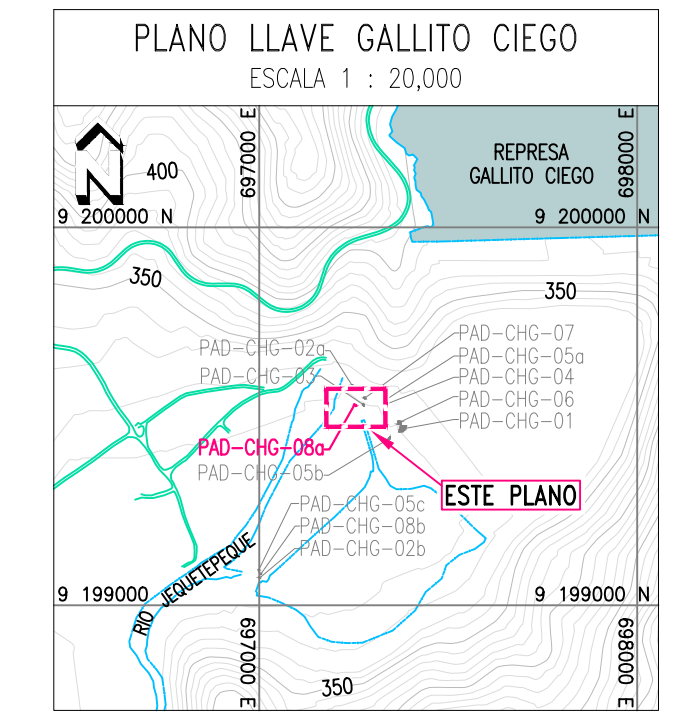 PLANO LLAVE GALLITO CIEGO
ESCALA 1 : 20,000
N
400
697000 E
698000 E
REPRESA
GALLITO CIEGO
9 200000 N
9 200000 N
350
350
PAD-CHG-02a
PAD-CHG-03
PAD-CHG-07
PAD-CHG-05a
PAD-CHG-04
PAD-CHG-06
PAD-CHG-01
PAD-CHG-08a
PAD-CHG-05b
ESTE PLANO
PAD-CHG-05c
PAD-CHG-08b
PAD-CHG-02b
RIO JEQUETEPEQUE
9 199000
9 199000 N
697000 E
698000 E
350